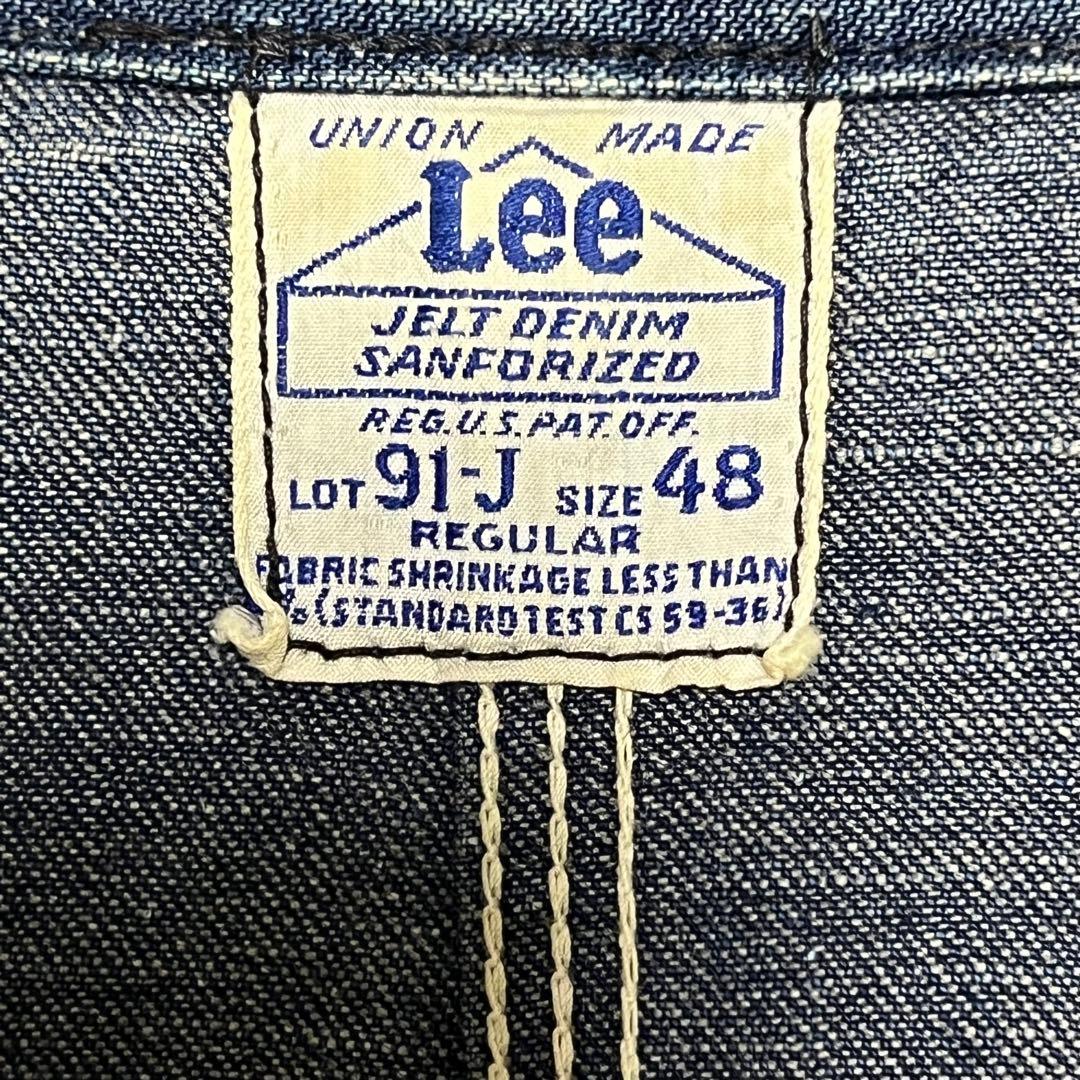 UNION MADE
Lee
JELT DENIM
SANFORIZED
REG. U.S. PAT. OFF.
LOT 91-J SIZE 48
REGULAR
FABRIC SHRINKAGE LESS THAN
% (STANDARD TEST CS 59-36)